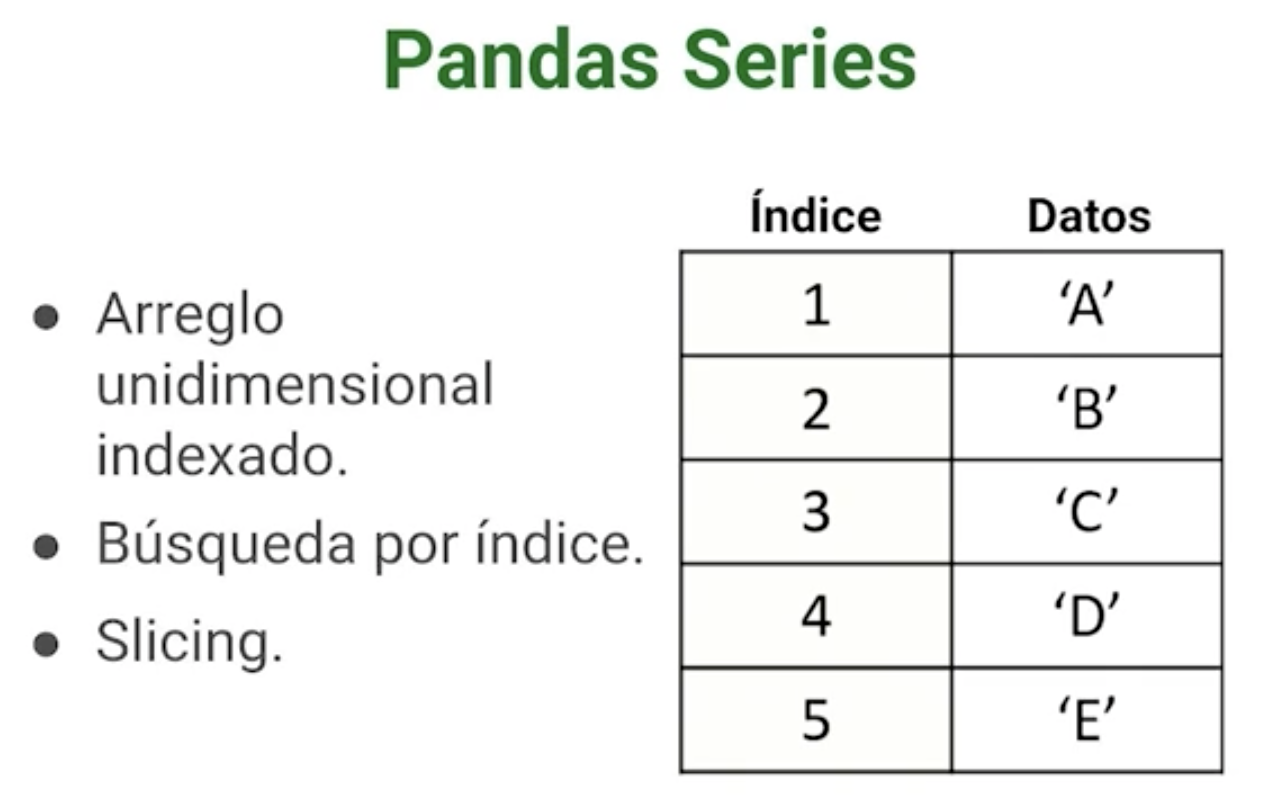 Pandas Series
● Arreglo
unidimensional
indexado.
● Búsqueda por índice.
● Slicing.
Índice Datos
1 ‘A’
2 ‘B’
3 ‘C’
4 ‘D’
5 ‘E’